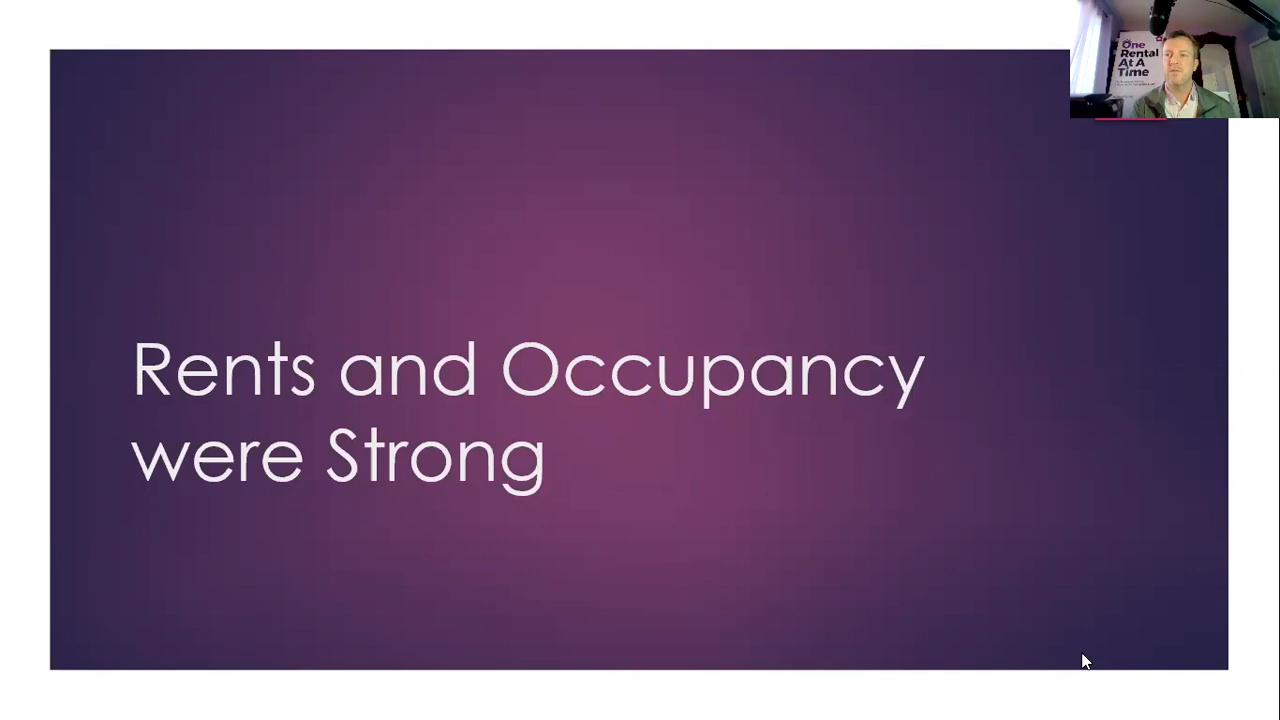 One
Rental
At A
Time
Rents and Occupancy
were Strong